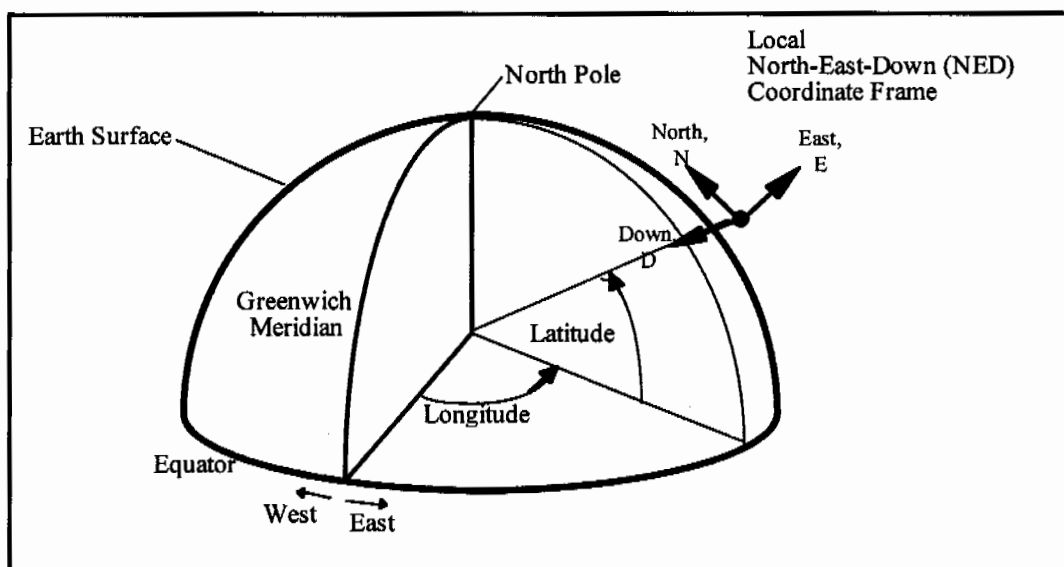 Local
North-East-Down (NED)
Coordinate Frame
North Pole
Earth Surface
North,
N
East,
E
Down,
D
Greenwich
Meridian
Latitude
Longitude
Equator
West
East